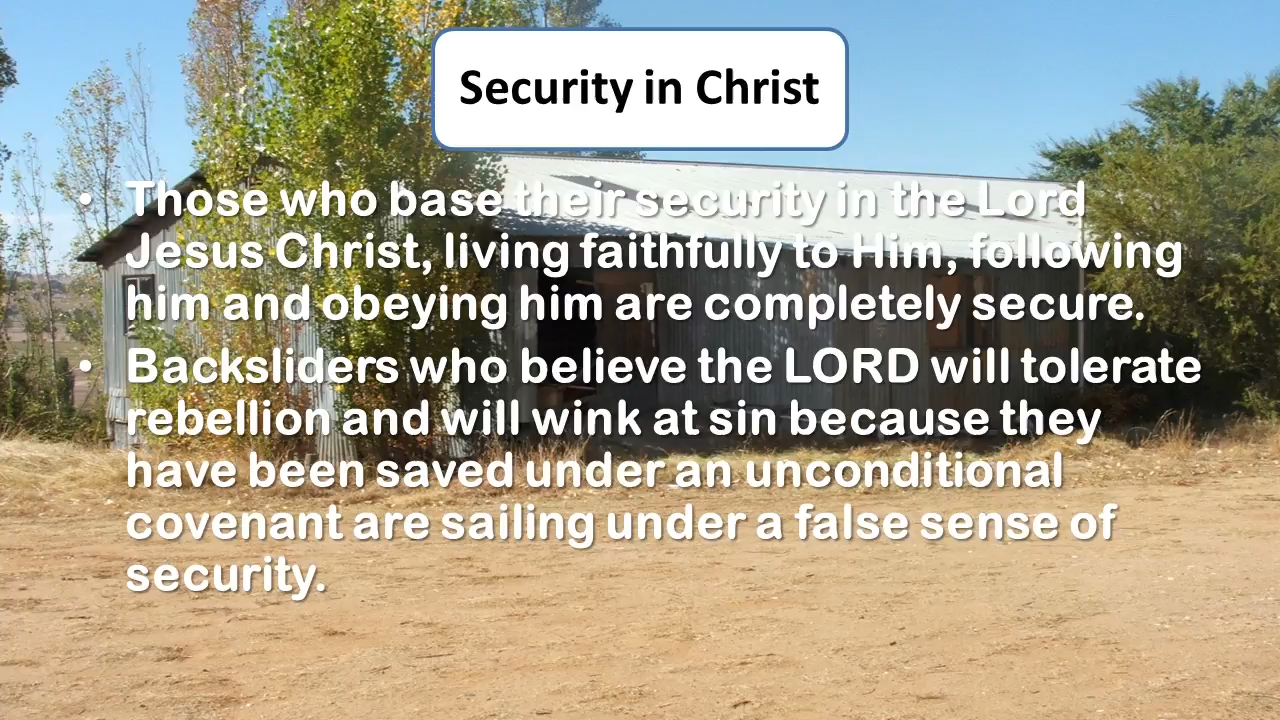 Security in Christ
• Those who base their security in the Lord
Jesus Christ, living faithfully to Him, following
him and obeying him are completely secure.
• Backsliders who believe the LORD will tolerate
rebellion and will wink at sin because they
have been saved under an unconditional
covenant are sailing under a false sense of
security.